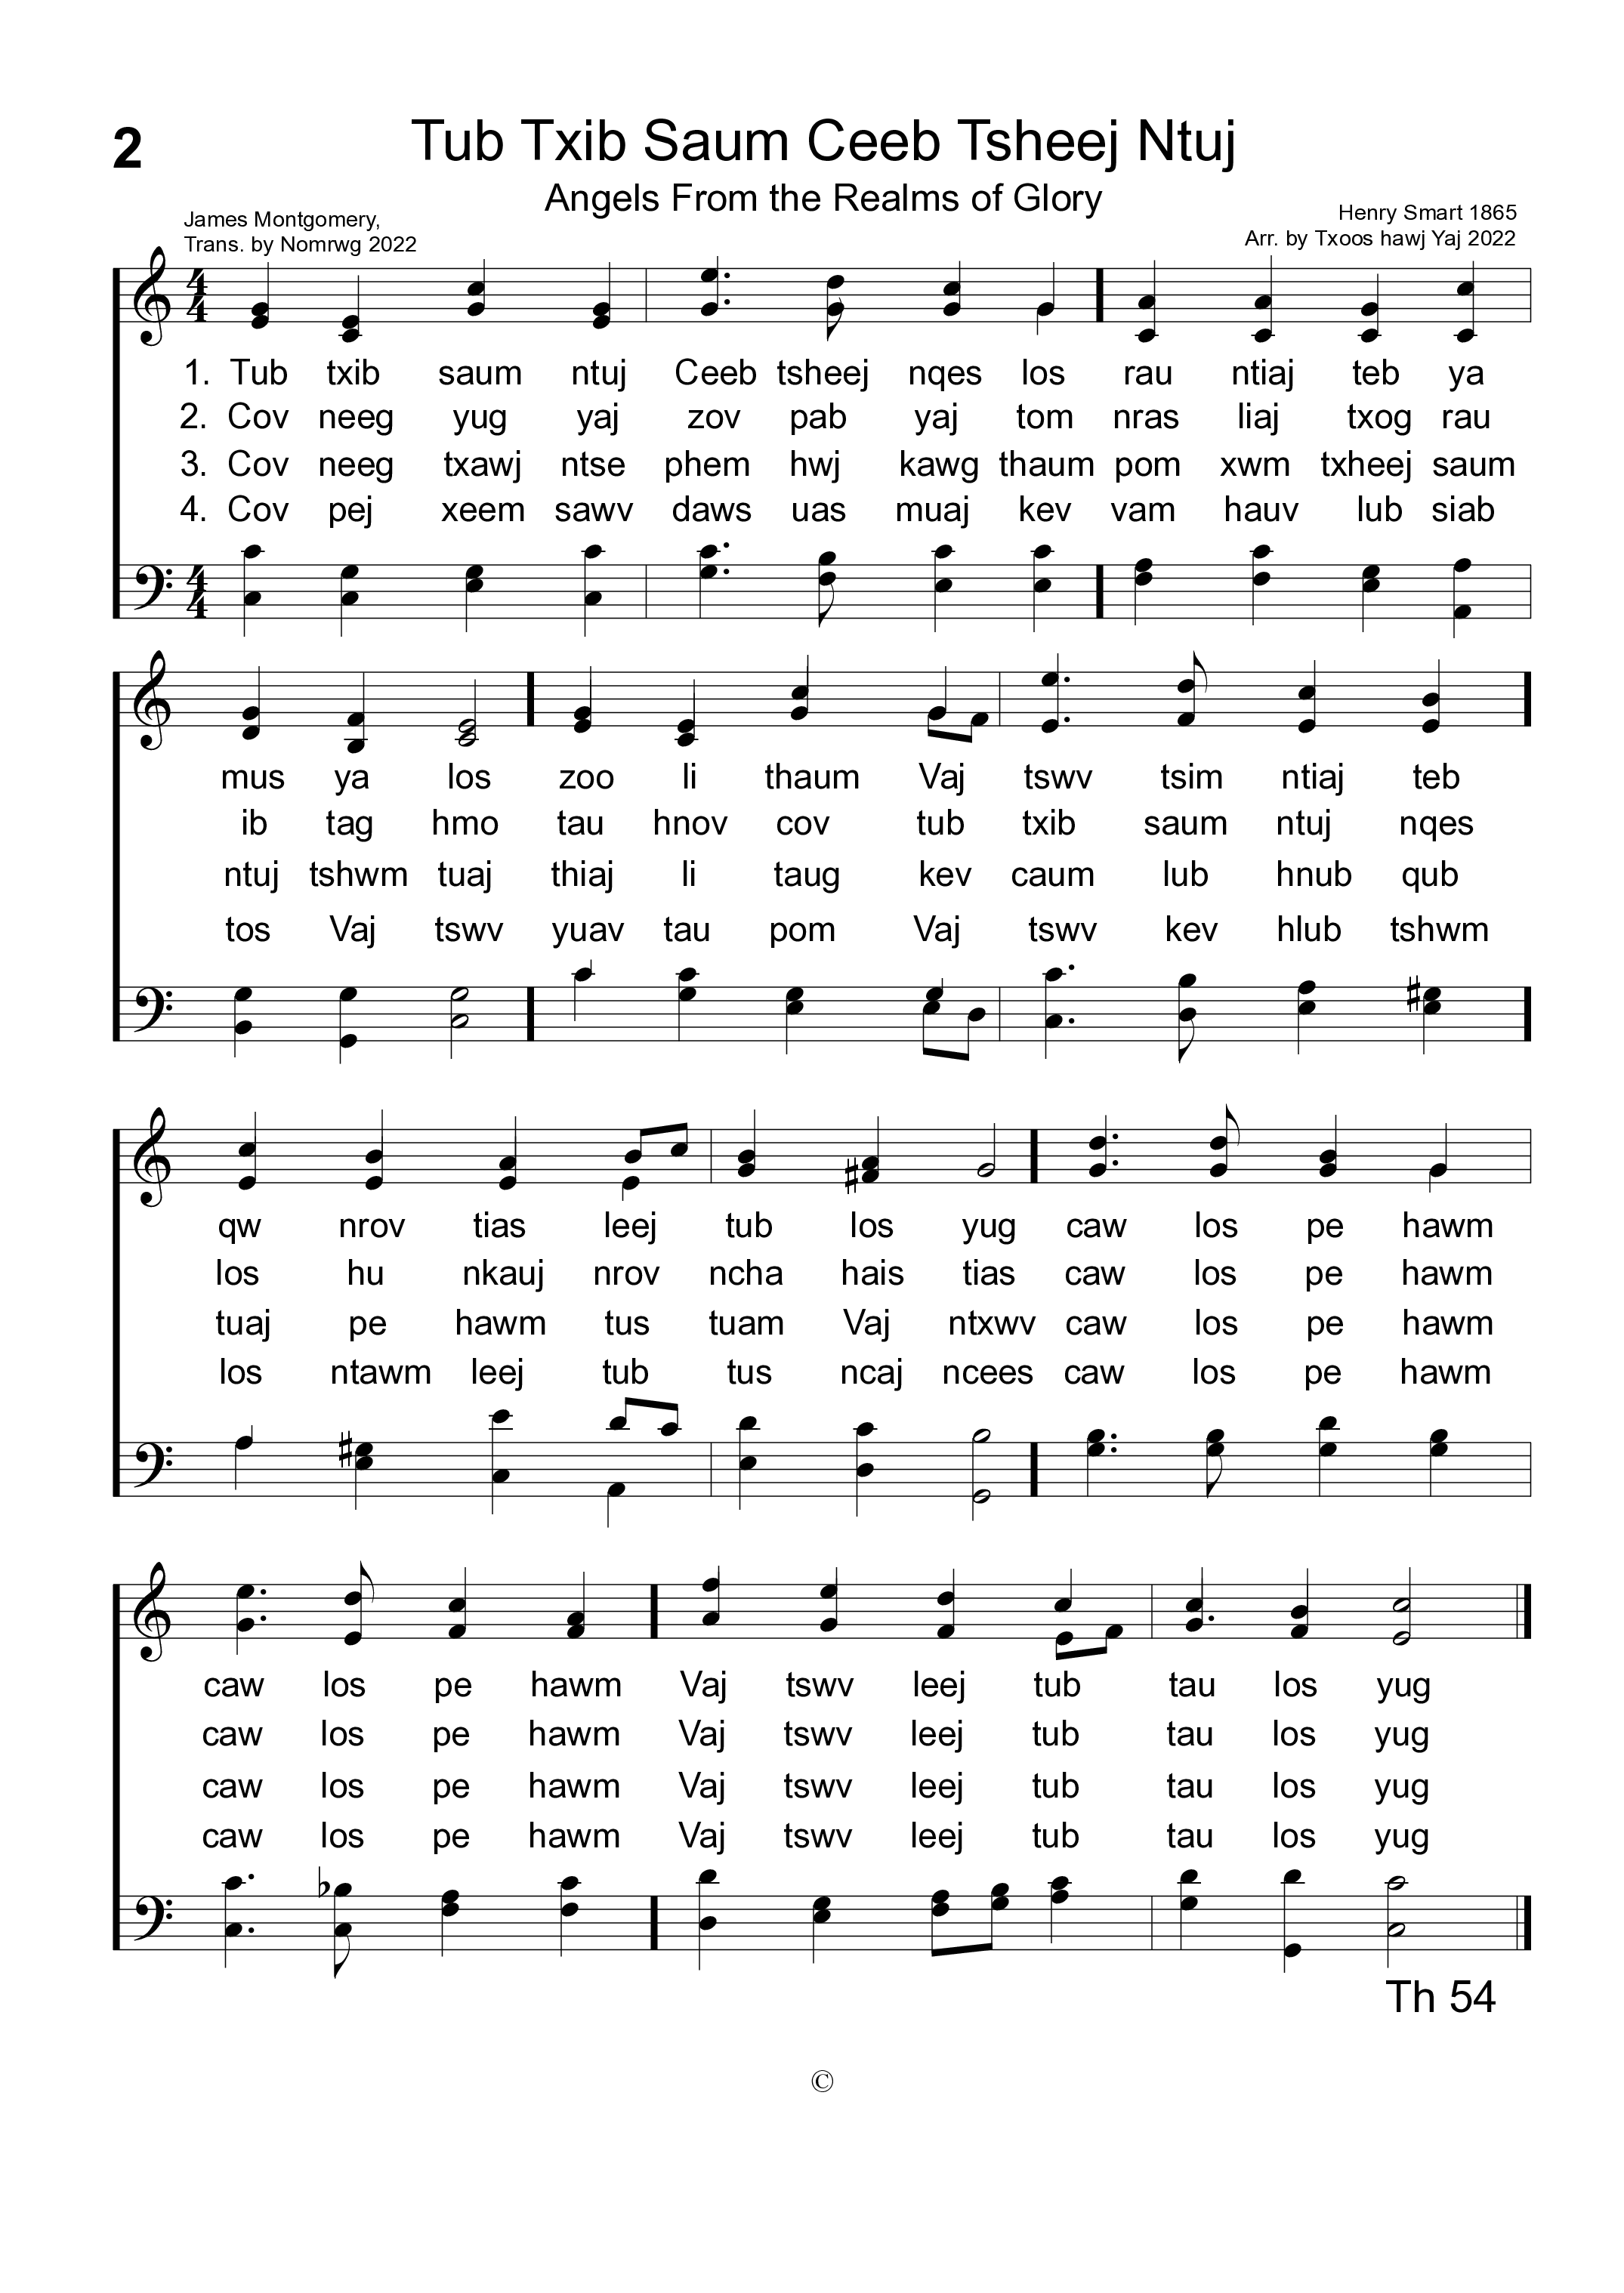 2
Tub Txib Saum Ceeb Tsheej Ntuj
Angels From the Realms of Glory
James Montgomery,
Trans. by Nomrwg 2022
Henry Smart 1865
Arr. by Txoos hawj Yaj 2022
4
4
1. Tub txib saum ntuj Ceeb tsheej nqes los rau ntiaj teb ya
2. Cov neeg yug yaj zov pab yaj tom nras liaj txog rau
3. Cov neeg txawj ntse phem hwj kawg thaum pom xwm txheej saum
4. Cov pej xeem sawv daws uas muaj kev vam hauv lub siab
4
4
mus ya los zoo li thaum Vaj tswv tsim ntiaj teb
ib tag hmo tau hnov cov tub txib saum ntuj nqes
ntuj tshwm tuaj thiaj li taug kev caum lub hnub qub
tos Vaj tswv yuav tau pom Vaj tswv kev hlub tshwm
qw nrov tias leej tub los yug caw los pe hawm
los hu nkauj nrov ncha hais tias caw los pe hawm
tuaj pe hawm tus tuam Vaj ntxwv caw los pe hawm
los ntawm leej tub tus ncaj ncees caw los pe hawm
caw los pe hawm Vaj tswv leej tub tau los yug
caw los pe hawm Vaj tswv leej tub tau los yug
caw los pe hawm Vaj tswv leej tub tau los yug
caw los pe hawm Vaj tswv leej tub tau los yug
Th 54
©